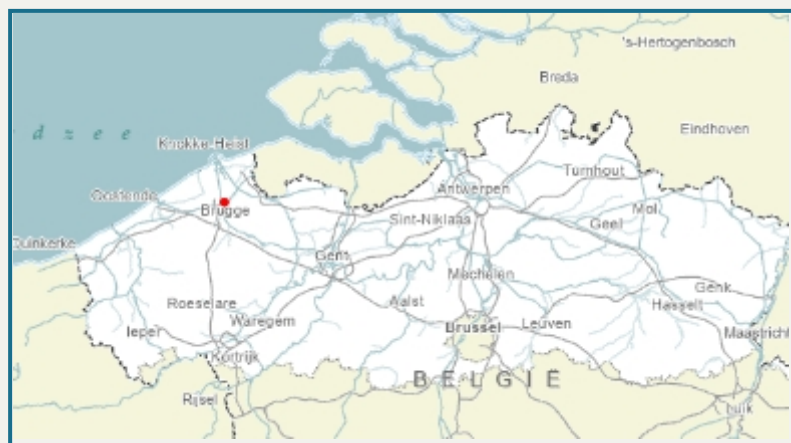 's-Hertogenbosch
Breda
Eindhoven
d z e e
Knokke-Heist
Turnhout
Oostende
Antwerpen
Brugge
Mol
Sint-Niklaas
Geel
Duinkerke
Gent
Mechelen
Genk
Roeselare
Aalst
Hasselt
Waregem
Brussel
Leuven
Ieper
Maastricht
Kortrijk
BELGIË
Rijsel
Luik